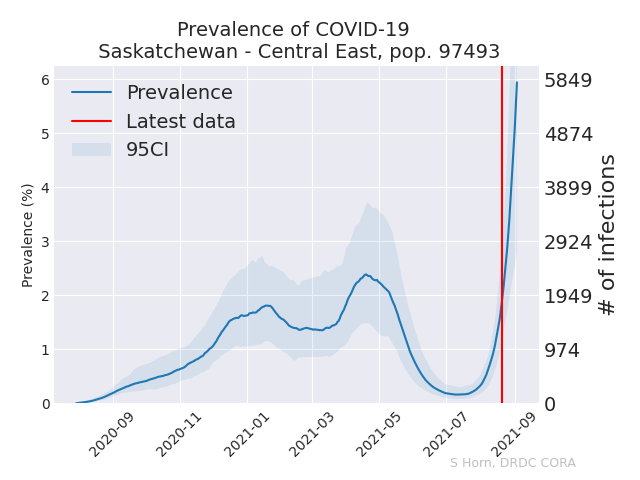 Prevalence of COVID-19
Saskatchewan - Central East, pop. 97493
Prevalence
Latest data
95CI
6
5
4
3
2
1
0
Prevalence (%)
5849
4874
3899
2924
1949
974
0
# of infections
2020-09
2020-11
2021-01
2021-03
2021-05
2021-07
2021-09
S Horn, DRDC CORA